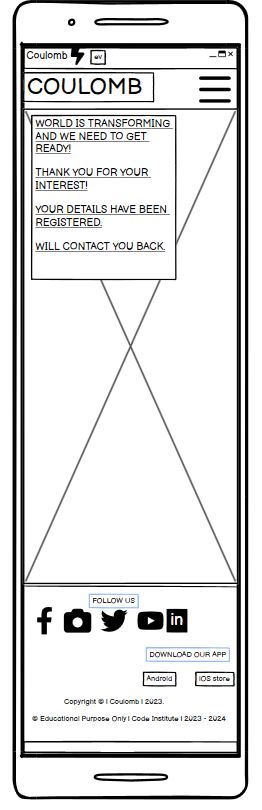 Coulomb ev
COULOMB
WORLD IS TRANSFORMING
AND WE NEED TO GET
READY!
THANK YOU FOR YOUR
INTEREST!
YOUR DETAILS HAVE BEEN
REGISTERED.
WILL CONTACT YOU BACK.
FOLLOW US
in
DOWNLOAD OUR APP
Android IOS store
Copyright © | Coulomb | 2023.
© Educational Purpose Only | Code Institute | 2023 - 2024